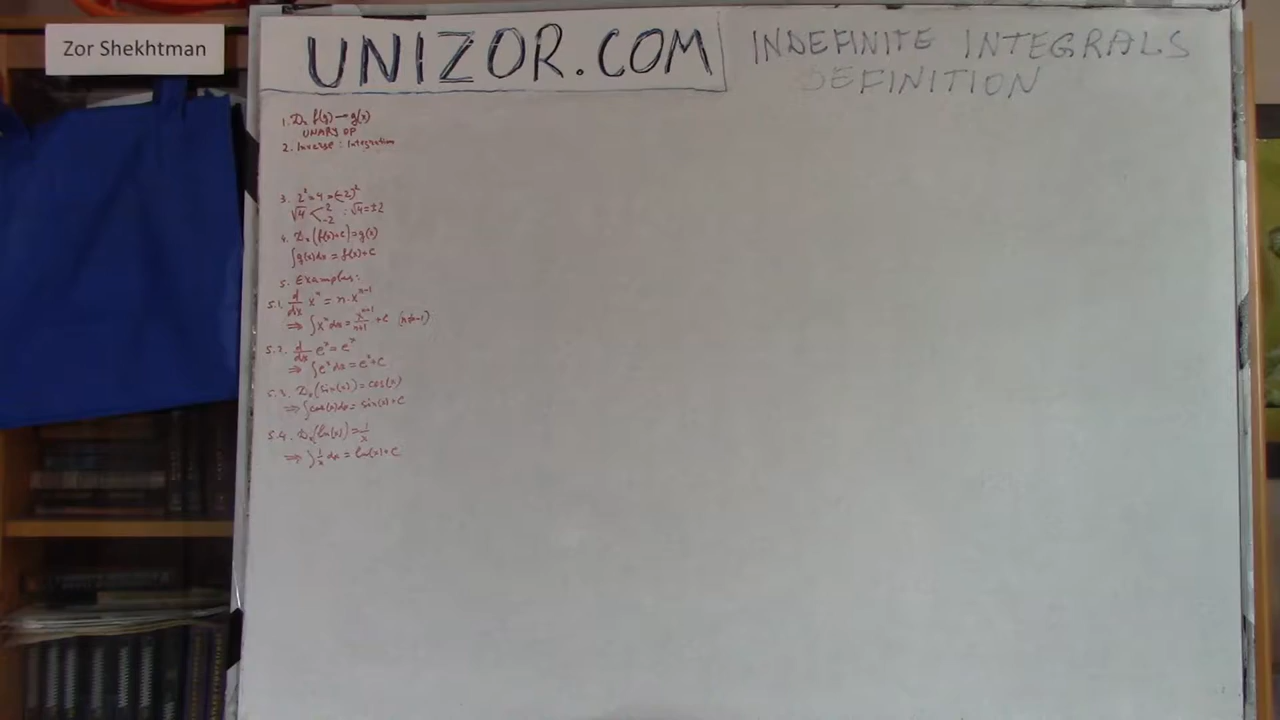 Zor Shekhtman
UNIZOR.COM
INDEFINITE INTEGRALS
DEFINITION
1. Dₓ f(x) → g(x)
UNARY OP
2. Inverse : Integration
3. 2² = 4 = (-2)²
√4 < 2 -2 : √4 = ±2
4. Dₓ(f(x)+C) = g(x)
∫g(x)dx = f(x)+C
5. Examples:
5.1. d/dx xⁿ = n·xⁿ⁻¹
⇒ ∫xⁿdx = xⁿ⁺¹/(n+1) + C (n≠-1)
5.2. d/dx eˣ = eˣ
⇒ ∫eˣdx = eˣ+C
5.3. Dₓ(sin(x)) = cos(x)
⇒ ∫cos(x)dx = sin(x)+C
5.4. Dₓ(ln(x)) = 1/x
⇒ ∫1/x dx = ln(x)+C